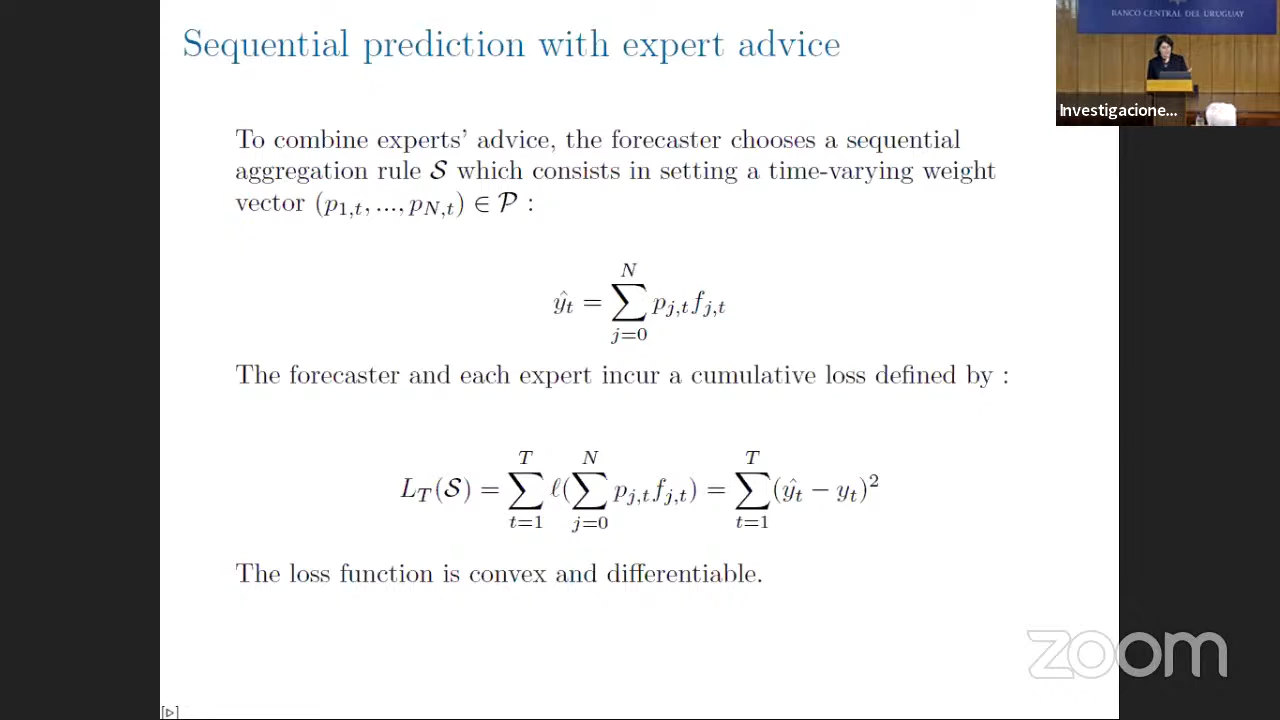 Sequential prediction with expert advice
BANCO CENTRAL DEL URUGUAY
Investigacione...
To combine experts' advice, the forecaster chooses a sequential
aggregation rule 𝒮 which consists in setting a time-varying weight
vector (p_{1,t}, ..., p_{N,t}) ∈ 𝒫 :
ŷ_t = ∑_{j=0}^{N} p_{j,t} f_{j,t}
The forecaster and each expert incur a cumulative loss defined by :
L_T(𝒮) = ∑_{t=1}^{T} ℓ(∑_{j=0}^{N} p_{j,t} f_{j,t}) = ∑_{t=1}^{T} (ŷ_t − y_t)²
The loss function is convex and differentiable.
zoom